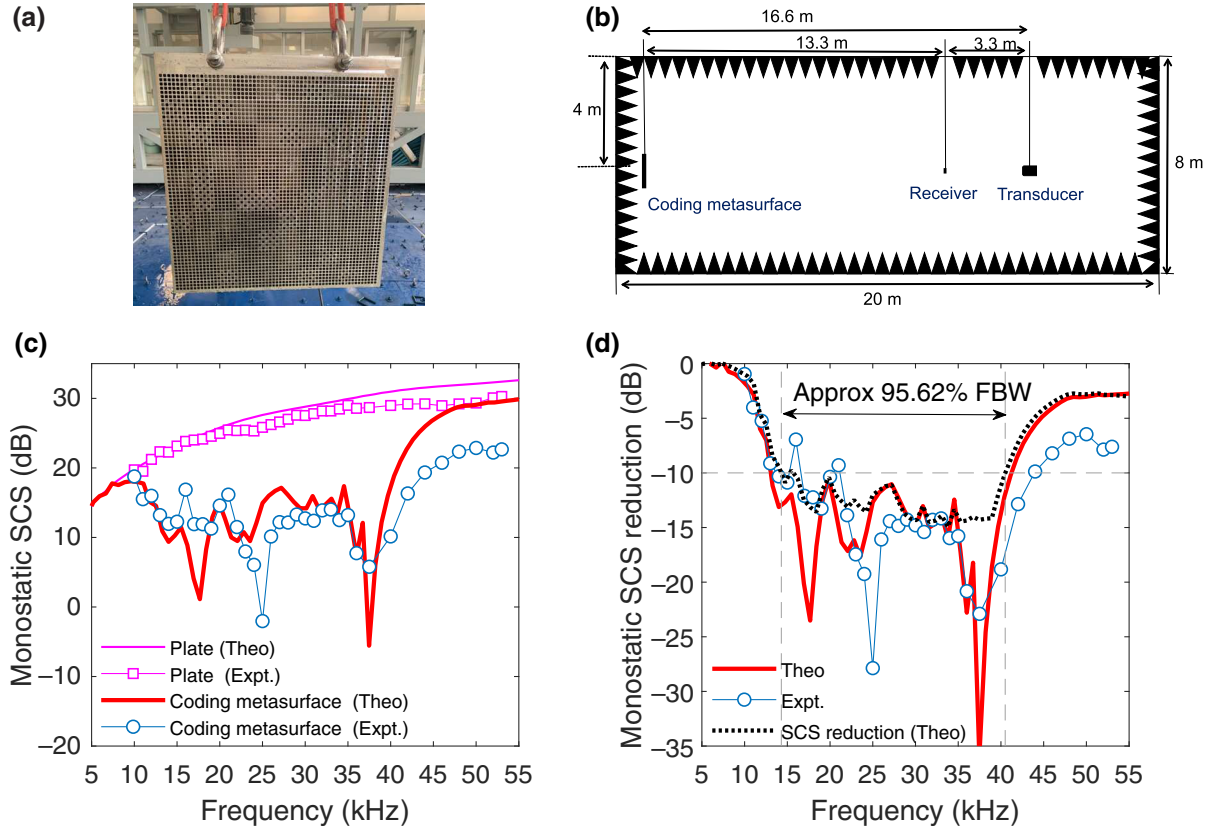 (a)
(b)
16.6 m
13.3 m
3.3 m
4 m
8 m
Coding metasurface
Receiver
Transducer
20 m
(c)
Monostatic SCS (dB)
30
20
10
0
−10
−20
Plate (Theo)
Plate (Expt.)
Coding metasurface (Theo)
Coding metasurface (Expt.)
5 10 15 20 25 30 35 40 45 50 55
Frequency (kHz)
(d)
Monostatic SCS reduction (dB)
0
−5
−10
−15
−20
−25
−30
−35
Approx 95.62% FBW
Theo
Expt.
SCS reduction (Theo)
5 10 15 20 25 30 35 40 45 50 55
Frequency (kHz)